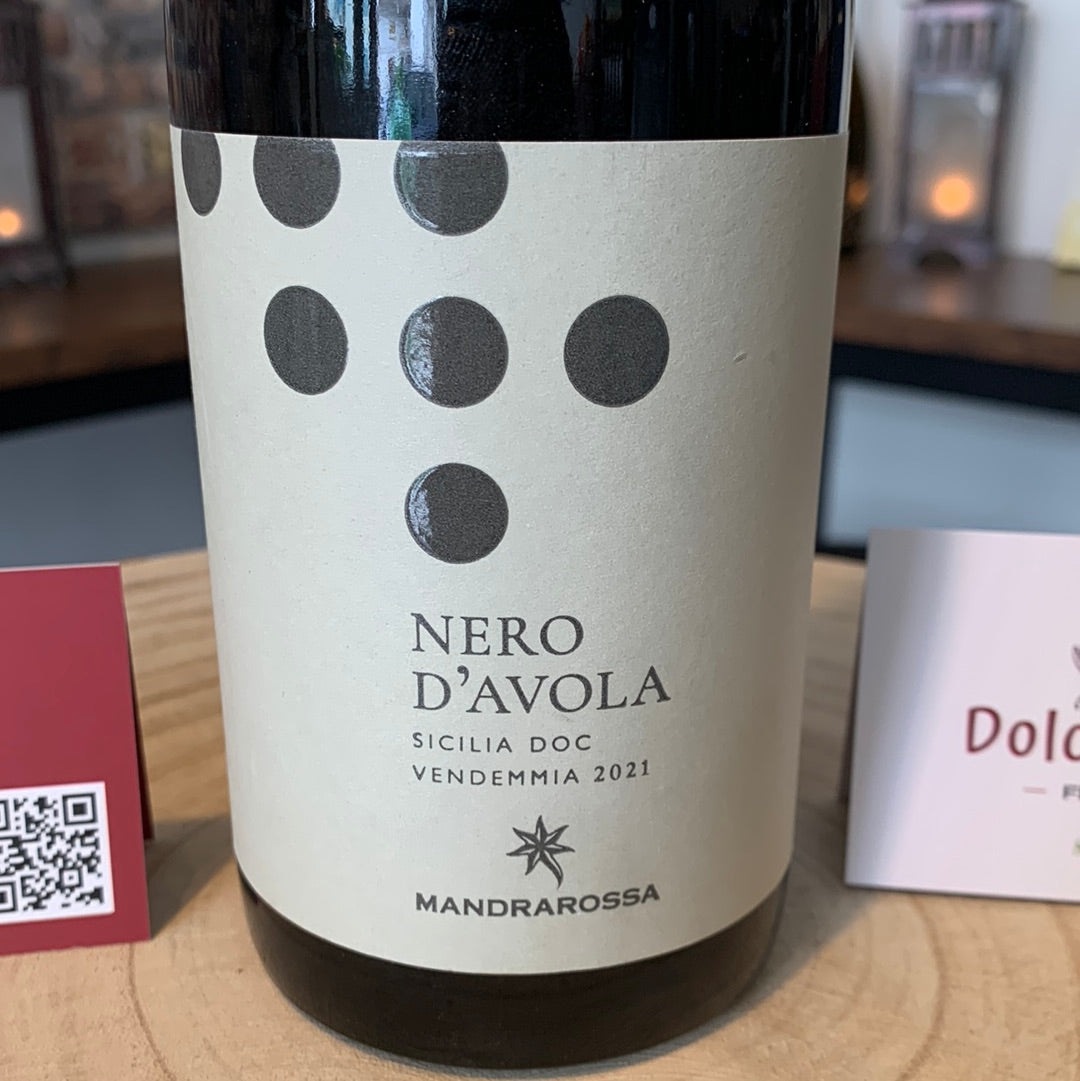 NERO
D'AVOLA
SICILIA DOC
VENDEMMIA 2021
MANDRAROSSA